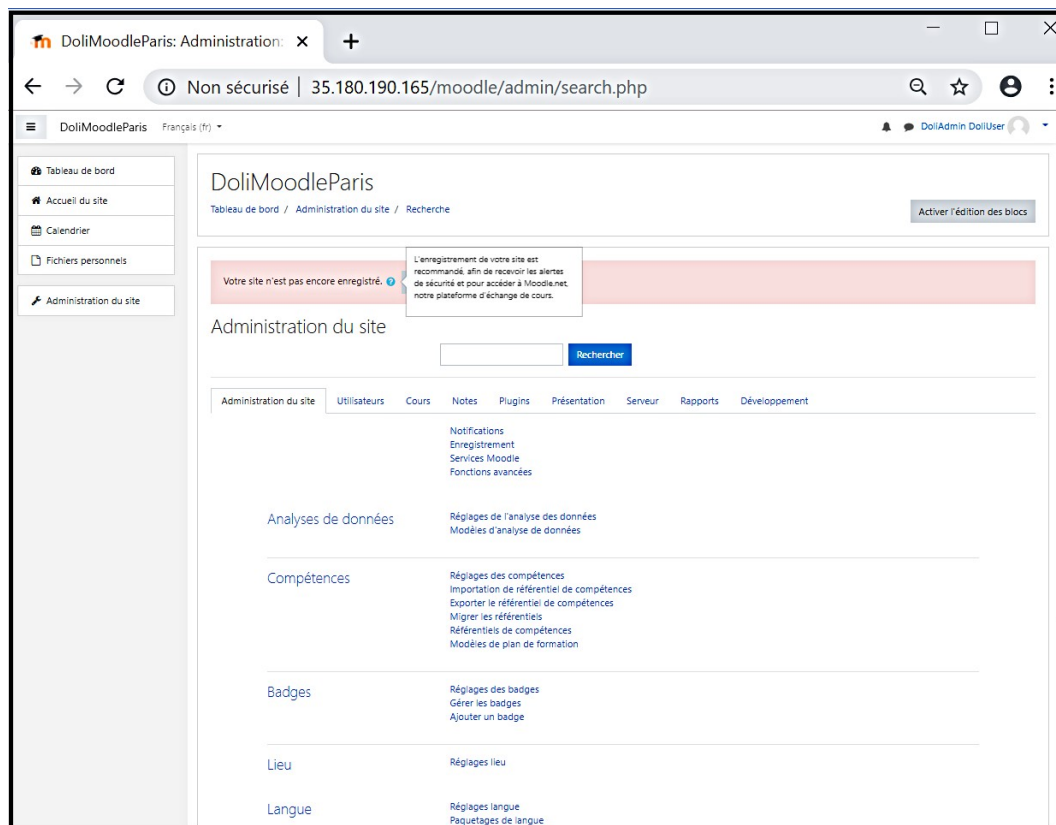 DoliMoodleParis: Administration:
Non sécurisé | 35.180.190.165/moodle/admin/search.php
DoliMoodleParis Français (fr)
DoliAdmin DoliUser
Tableau de bord
Accueil du site
Calendrier
Fichiers personnels
Administration du site
DoliMoodleParis
Tableau de bord / Administration du site / Recherche
Activer l'édition des blocs
Votre site n'est pas encore enregistré.
L'enregistrement de votre site est
recommandé, afin de recevoir les alertes
de sécurité et pour accéder à Moodle.net,
notre plateforme d'échange de cours.
Administration du site
Rechercher
Administration du site Utilisateurs Cours Notes Plugins Présentation Serveur Rapports Développement
Notifications
Enregistrement
Services Moodle
Fonctions avancées
Analyses de données
Réglages de l'analyse des données
Modèles d'analyse de données
Compétences
Réglages des compétences
Importation de référentiel de compétences
Exporter le référentiel de compétences
Migrer les référentiels
Référentiels de compétences
Modèles de plan de formation
Badges
Réglages des badges
Gérer les badges
Ajouter un badge
Lieu
Réglages lieu
Langue
Réglages langue
Paquetages de langue